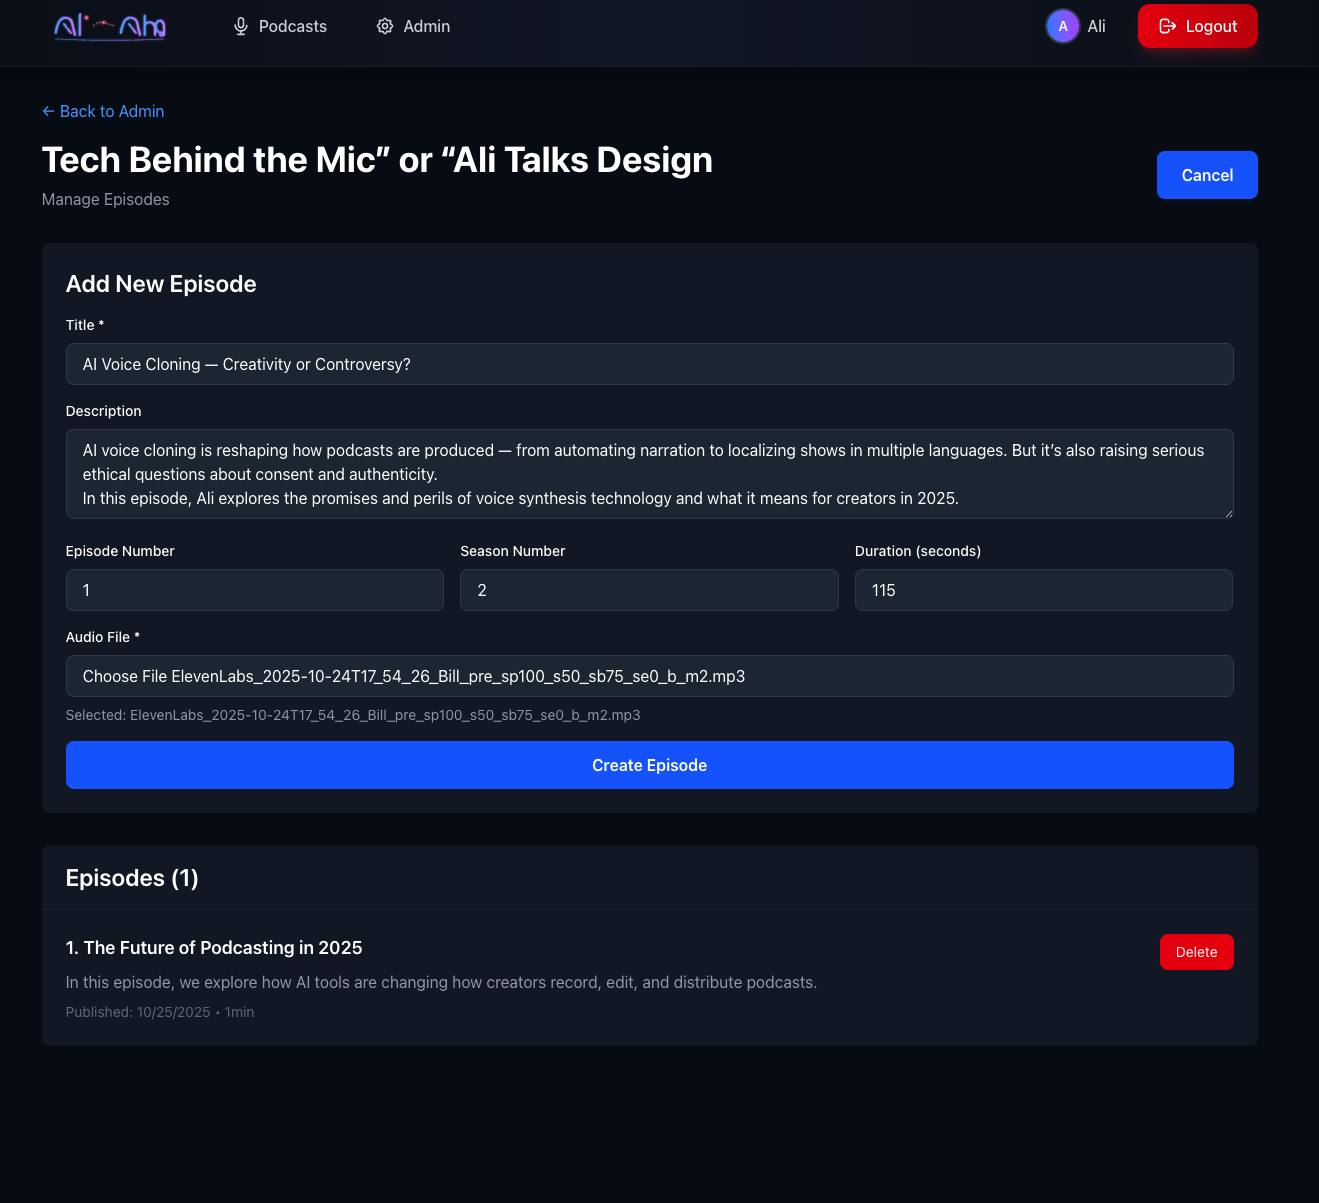 Podcasts
Admin
A
Ali
Logout
← Back to Admin
Tech Behind the Mic” or “Ali Talks Design
Manage Episodes
Cancel
Add New Episode
Title *
AI Voice Cloning — Creativity or Controversy?
Description
AI voice cloning is reshaping how podcasts are produced — from automating narration to localizing shows in multiple languages. But it’s also raising serious
ethical questions about consent and authenticity.
In this episode, Ali explores the promises and perils of voice synthesis technology and what it means for creators in 2025.
Episode Number
Season Number
Duration (seconds)
1
2
115
Audio File *
Choose File ElevenLabs_2025-10-24T17_54_26_Bill_pre_sp100_s50_sb75_se0_b_m2.mp3
Selected: ElevenLabs_2025-10-24T17_54_26_Bill_pre_sp100_s50_sb75_se0_b_m2.mp3
Create Episode
Episodes (1)
1. The Future of Podcasting in 2025
Delete
In this episode, we explore how AI tools are changing how creators record, edit, and distribute podcasts.
Published: 10/25/2025 • 1min